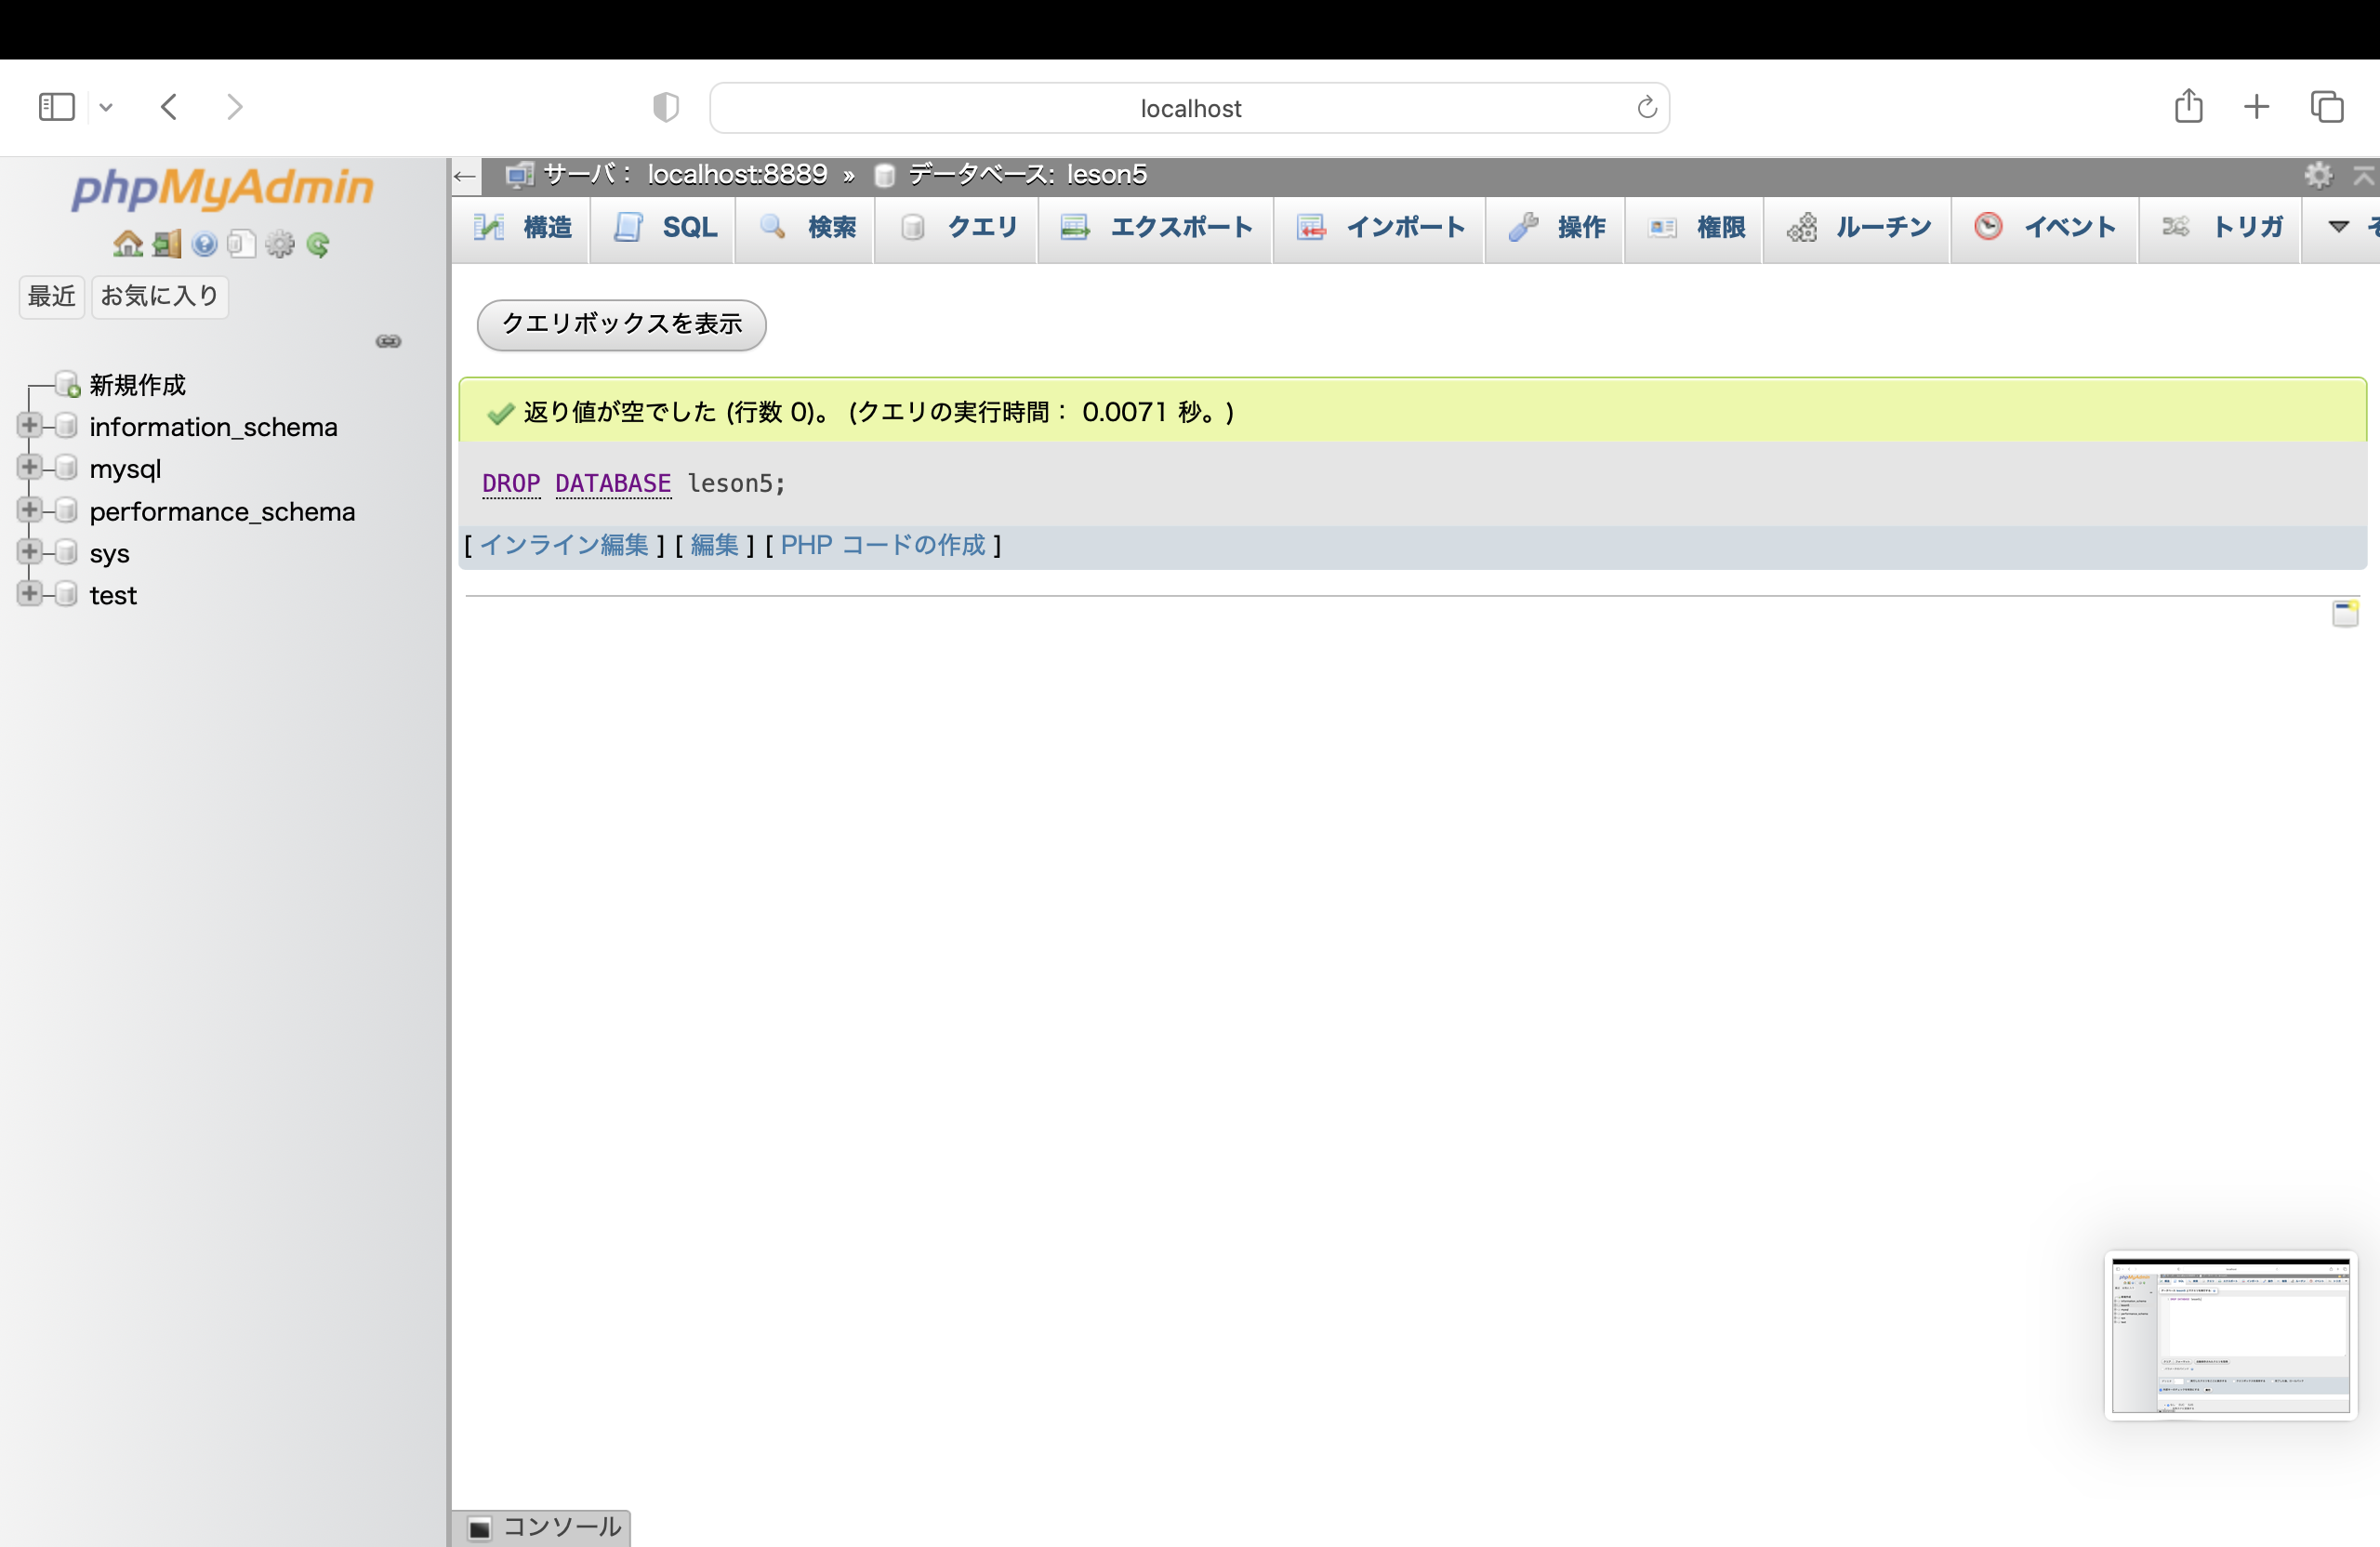 localhost
phpMyAdmin
サーバ： localhost:8889 » データベース: leson5
構造 SQL 検索 クエリ エクスポート インポート 操作 権限 ルーチン イベント トリガ
最近 お気に入り
新規作成
information_schema
mysql
performance_schema
sys
test
クエリボックスを表示
返り値が空でした (行数 0)。 (クエリの実行時間： 0.0071 秒。)
DROP DATABASE leson5;
[ インライン編集 ] [ 編集 ] [ PHP コードの作成 ]
コンソール